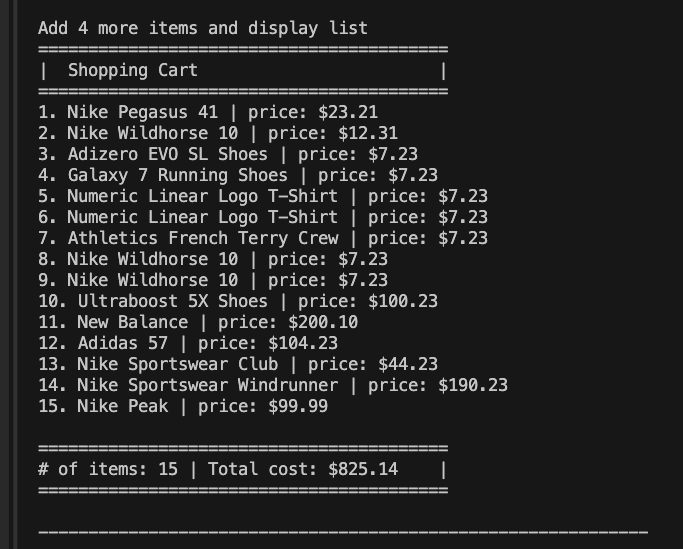 Add 4 more items and display list
=========================================
|  Shopping Cart                        |
=========================================
1. Nike Pegasus 41 | price: $23.21
2. Nike Wildhorse 10 | price: $12.31
3. Adizero EVO SL Shoes | price: $7.23
4. Galaxy 7 Running Shoes | price: $7.23
5. Numeric Linear Logo T-Shirt | price: $7.23
6. Numeric Linear Logo T-Shirt | price: $7.23
7. Athletics French Terry Crew | price: $7.23
8. Nike Wildhorse 10 | price: $7.23
9. Nike Wildhorse 10 | price: $7.23
10. Ultraboost 5X Shoes | price: $100.23
11. New Balance | price: $200.10
12. Adidas 57 | price: $104.23
13. Nike Sportswear Club | price: $44.23
14. Nike Sportswear Windrunner | price: $190.23
15. Nike Peak | price: $99.99
=========================================
# of items: 15 | Total cost: $825.14    |
=========================================
_____________________________________________________________